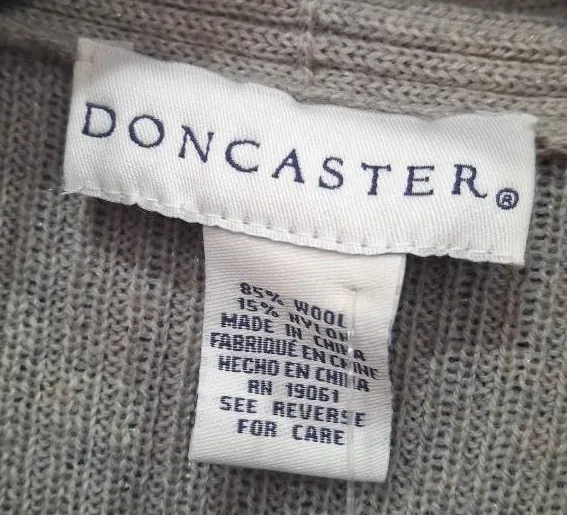 DONCASTER®
85% WOOL
15% NYLON
MADE IN CHINA
FABRIQUÉ EN CHINE
HECHO EN CHINA
RN 19061
SEE REVERSE
FOR CARE